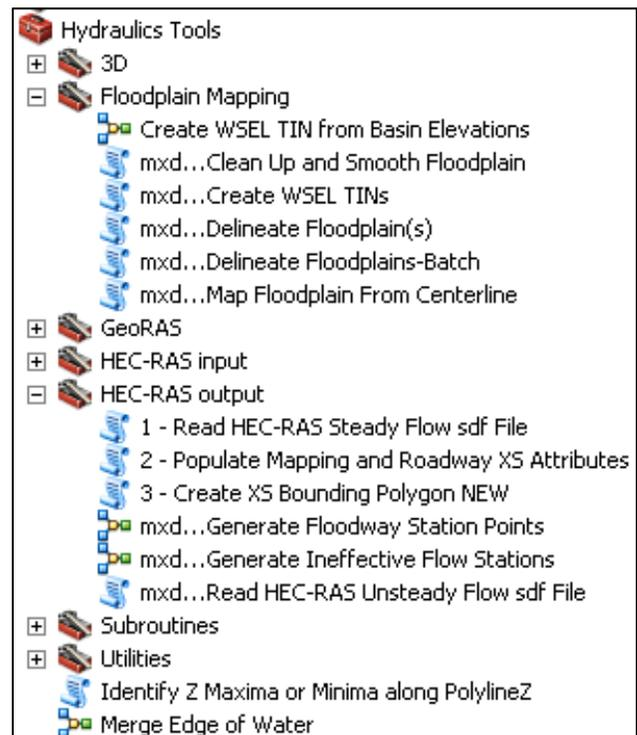 Hydraulics Tools
3D
Floodplain Mapping
Create WSEL TIN from Basin Elevations
mxd...Clean Up and Smooth Floodplain
mxd...Create WSEL TINs
mxd...Delineate Floodplain(s)
mxd...Delineate Floodplains-Batch
mxd...Map Floodplain From Centerline
GeoRAS
HEC-RAS input
HEC-RAS output
1 - Read HEC-RAS Steady Flow sdf File
2 - Populate Mapping and Roadway XS Attributes
3 - Create XS Bounding Polygon NEW
mxd...Generate Floodway Station Points
mxd...Generate Ineffective Flow Stations
mxd...Read HEC-RAS Unsteady Flow sdf File
Subroutines
Utilities
Identify Z Maxima or Minima along PolylineZ
Merge Edge of Water